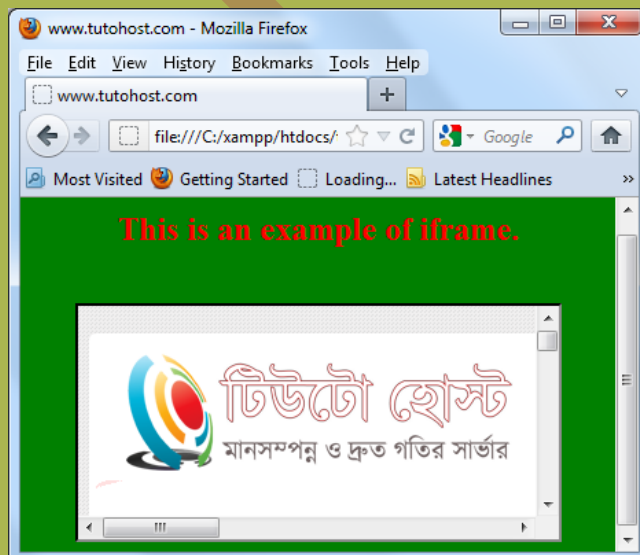 www.tutohost.com - Mozilla Firefox
File Edit View History Bookmarks Tools Help
www.tutohost.com
file:///C:/xampp/htdocs/ Google
Most Visited Getting Started Loading... Latest Headlines »
This is an example of iframe.
টিউটো হোস্ট
মানসম্পন্ন ও দ্রুত গতির সার্ভার